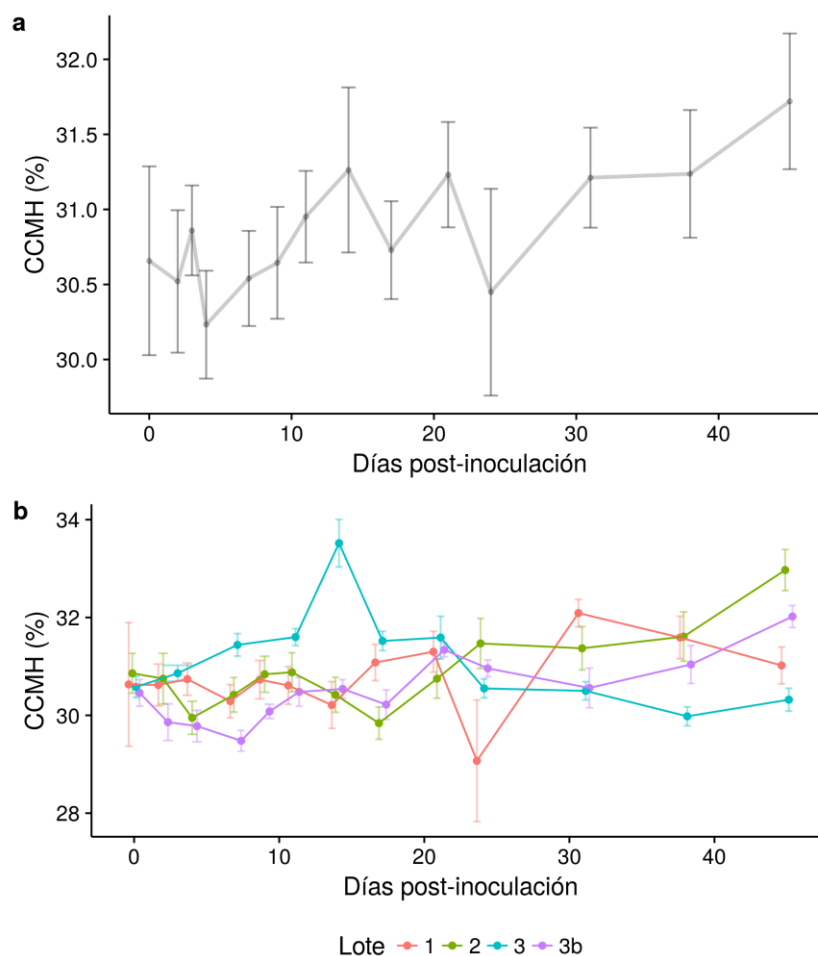 a
CCMH (%)
32.0
31.5
31.0
30.5
30.0
0 10 20 30 40
Días post-inoculación
b
CCMH (%)
34
32
30
28
0 10 20 30 40
Días post-inoculación
Lote 1 2 3 3b